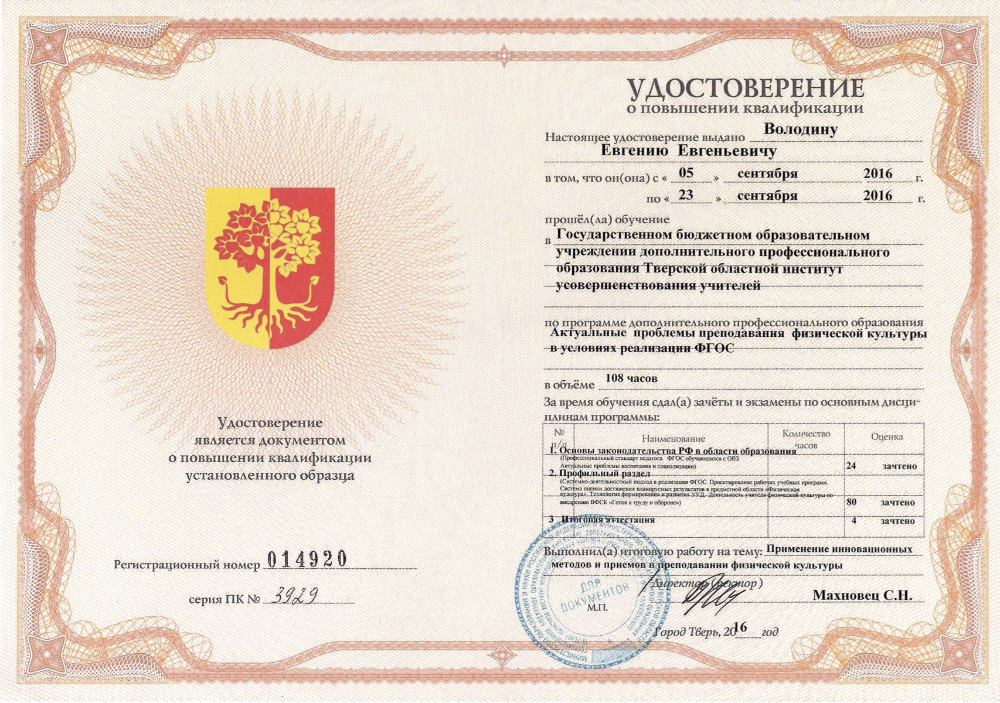 Удостоверение
является документом
о повышении квалификации
установленного образца
Регистрационный номер 014920
серия ПК № 3929
УДОСТОВЕРЕНИЕ
о повышении квалификации
Настоящее удостоверение выдано Володину
Евгению Евгеньевичу
в том, что он(она) с « 05 » сентября 2016 г.
по « 23 » сентября 2016 г.
прошёл(ла) обучение
в Государственном бюджетном образовательном
учреждении дополнительного профессионального
образования Тверской областной институт
усовершенствования учителей
по программе дополнительного профессионального образования
Актуальные проблемы преподавания физической культуры
в условиях реализации ФГОС
в объёме 108 часов
За время обучения сдал(а) зачёты и экзамены по основным дисци-
плинам программы:
№ п/п Наименование Количество часов Оценка
1. Основы законодательства РФ в области образования
(Профессиональный стандарт педагога. ФГОС обучающихся с ОВЗ
Актуальные проблемы воспитания и социализации) 24 зачтено
2. Профильный раздел
(Системно-деятельностный подход в реализации ФГОС. Проектирование рабочих учебных программ.
Система оценки достижения планируемых результатов в предметной области «Физическая
культура». Технология формирования и развития УУД. Деятельность учителя физической культуры по
внедрению ВФСК «Готов к труду и обороне») 80 зачтено
3 Итоговая аттестация 4 зачтено
Выполнил(а) итоговую работу на тему: Применение инновационных
методов и приемов в преподавании физической культуры
Директор (ректор)
Махновец С.Н.
ДЛЯ
ДОКУМЕНТОВ
М.П.
Город Тверь, 2016 год